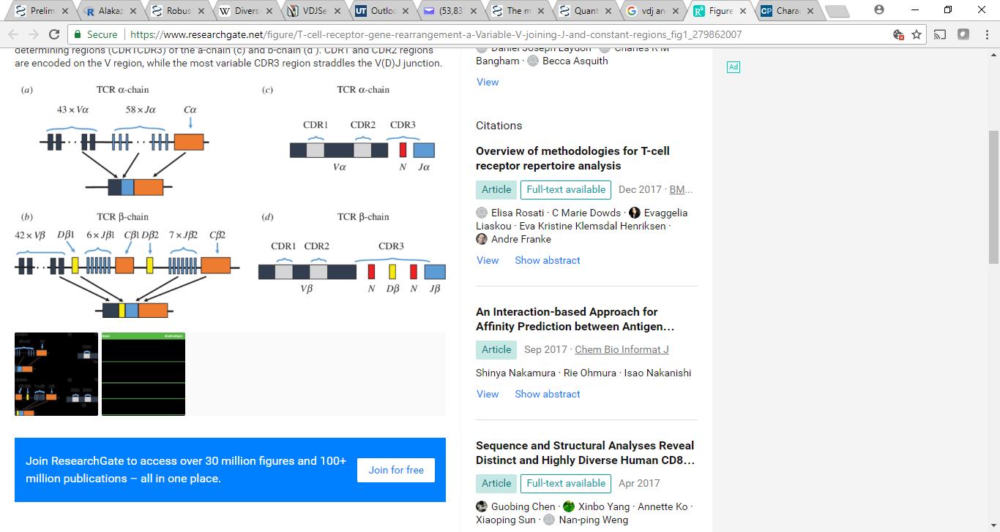 Prelim
Alakaz
Robus
Divers
VDJSe
Outloo
(53,83
The m
Quant
vdj an
Figure
Charac
Secure
https://www.researchgate.net/figure/T-cell-receptor-gene-rearrangement-a-Variable-V-joining-J-and-constant-regions_fig1_279862007
determining regions (CDR1CDR3) of the a-chain (c) and b-chain (d ). CDR1 and CDR2 regions
are encoded on the V region, while the most variable CDR3 region straddles the V(D)J junction.
(a)
TCR α-chain
43 × Vα
58 × Jα
Cα
(c)
TCR α-chain
CDR1
CDR2
CDR3
Vα
N
Jα
(b)
TCR β-chain
42 × Vβ
Dβ1
6 × Jβ1
Cβ1
Dβ2
7 × Jβ2
Cβ2
(d)
TCR β-chain
CDR1
CDR2
CDR3
Vβ
N
Dβ
N
Jβ
Join ResearchGate to access over 30 million figures and 100+
million publications – all in one place.
Join for free
Daniel Joseph Laydon · Charles R M
Bangham · Becca Asquith
View
Citations
Overview of methodologies for T-cell
receptor repertoire analysis
Article
Full-text available
Dec 2017 · BM...
Elisa Rosati · C Marie Dowds · Evaggelia
Liaskou · Eva Kristine Klemsdal Henriksen ·
Andre Franke
View
Show abstract
An Interaction-based Approach for
Affinity Prediction between Antigen...
Article
Sep 2017 · Chem Bio Informat J
Shinya Nakamura · Rie Ohmura · Isao Nakanishi
View
Show abstract
Sequence and Structural Analyses Reveal
Distinct and Highly Diverse Human CD8...
Article
Full-text available
Apr 2017
Guobing Chen · Xinbo Yang · Annette Ko ·
Xiaoping Sun · Nan-ping Weng
Ad